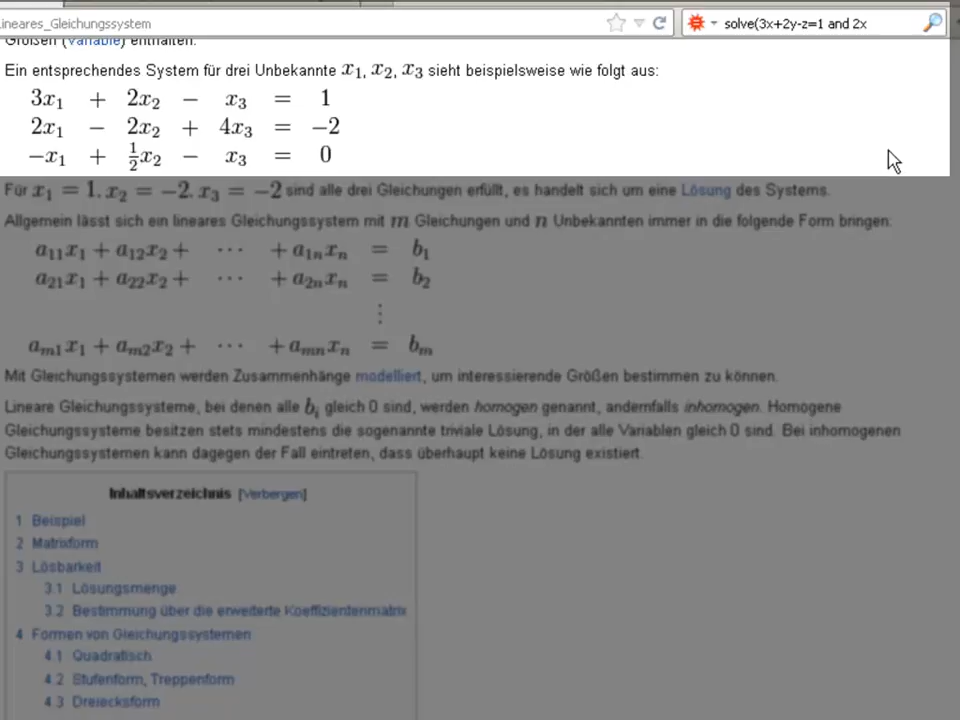 ineares_Gleichungssystem
solve(3x+2y-z=1 and 2x
Größen (Variable) enthalten.
Ein entsprechendes System für drei Unbekannte x₁, x₂, x₃ sieht beispielsweise wie folgt aus:
3x₁ + 2x₂ − x₃ = 1
2x₁ − 2x₂ + 4x₃ = −2
−x₁ + ½x₂ − x₃ = 0
Für x₁ = 1, x₂ = −2, x₃ = −2 sind alle drei Gleichungen erfüllt, es handelt sich um eine Lösung des Systems.
Allgemein lässt sich ein lineares Gleichungssystem mit m Gleichungen und n Unbekannten immer in die folgende Form bringen:
a₁₁x₁ + a₁₂x₂ + ⋯ + a₁ₙxₙ = b₁
a₂₁x₁ + a₂₂x₂ + ⋯ + a₂ₙxₙ = b₂
⋮
aₘ₁x₁ + aₘ₂x₂ + ⋯ + aₘₙxₙ = bₘ
Mit Gleichungssystemen werden Zusammenhänge modelliert, um interessierende Größen bestimmen zu können.
Lineare Gleichungssysteme, bei denen alle bᵢ gleich 0 sind, werden homogen genannt, andernfalls inhomogen. Homogene
Gleichungssysteme besitzen stets mindestens die sogenannte triviale Lösung, in der alle Variablen gleich 0 sind. Bei inhomogenen
Gleichungssystemen kann dagegen der Fall eintreten, dass überhaupt keine Lösung existiert.
Inhaltsverzeichnis [Verbergen]
1 Beispiel
2 Matrixform
3 Lösbarkeit
3.1 Lösungsmenge
3.2 Bestimmung über die erweiterte Koeffizientenmatrix
4 Formen von Gleichungssystemen
4.1 Quadratisch
4.2 Stufenform, Treppenform
4.3 Dreiecksform